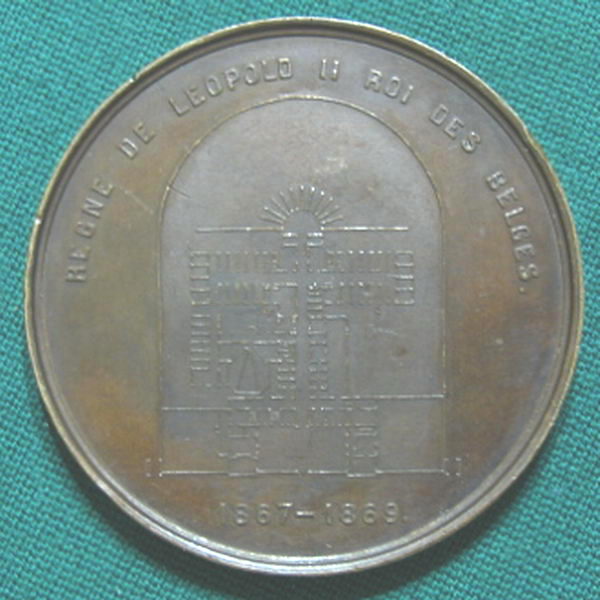 REGNE DE LEOPOLD II ROI DES BELGES.
1867-1869.